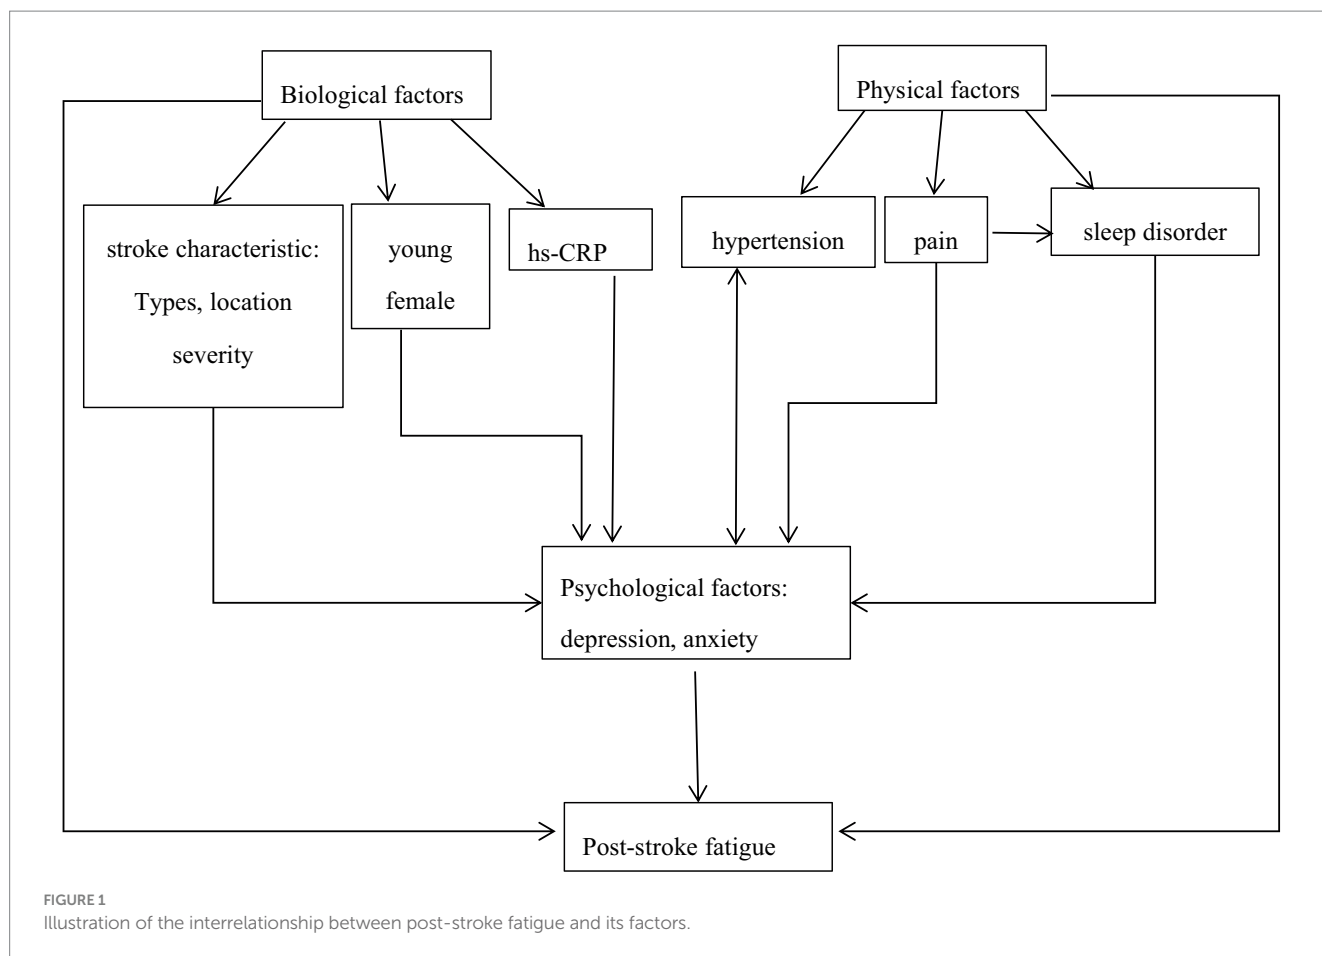 Biological factors
Physical factors
stroke characteristic:
Types, location
severity
young
female
hs-CRP
hypertension
pain
sleep disorder
Psychological factors:
depression, anxiety
Post-stroke fatigue
FIGURE 1
Illustration of the interrelationship between post-stroke fatigue and its factors.